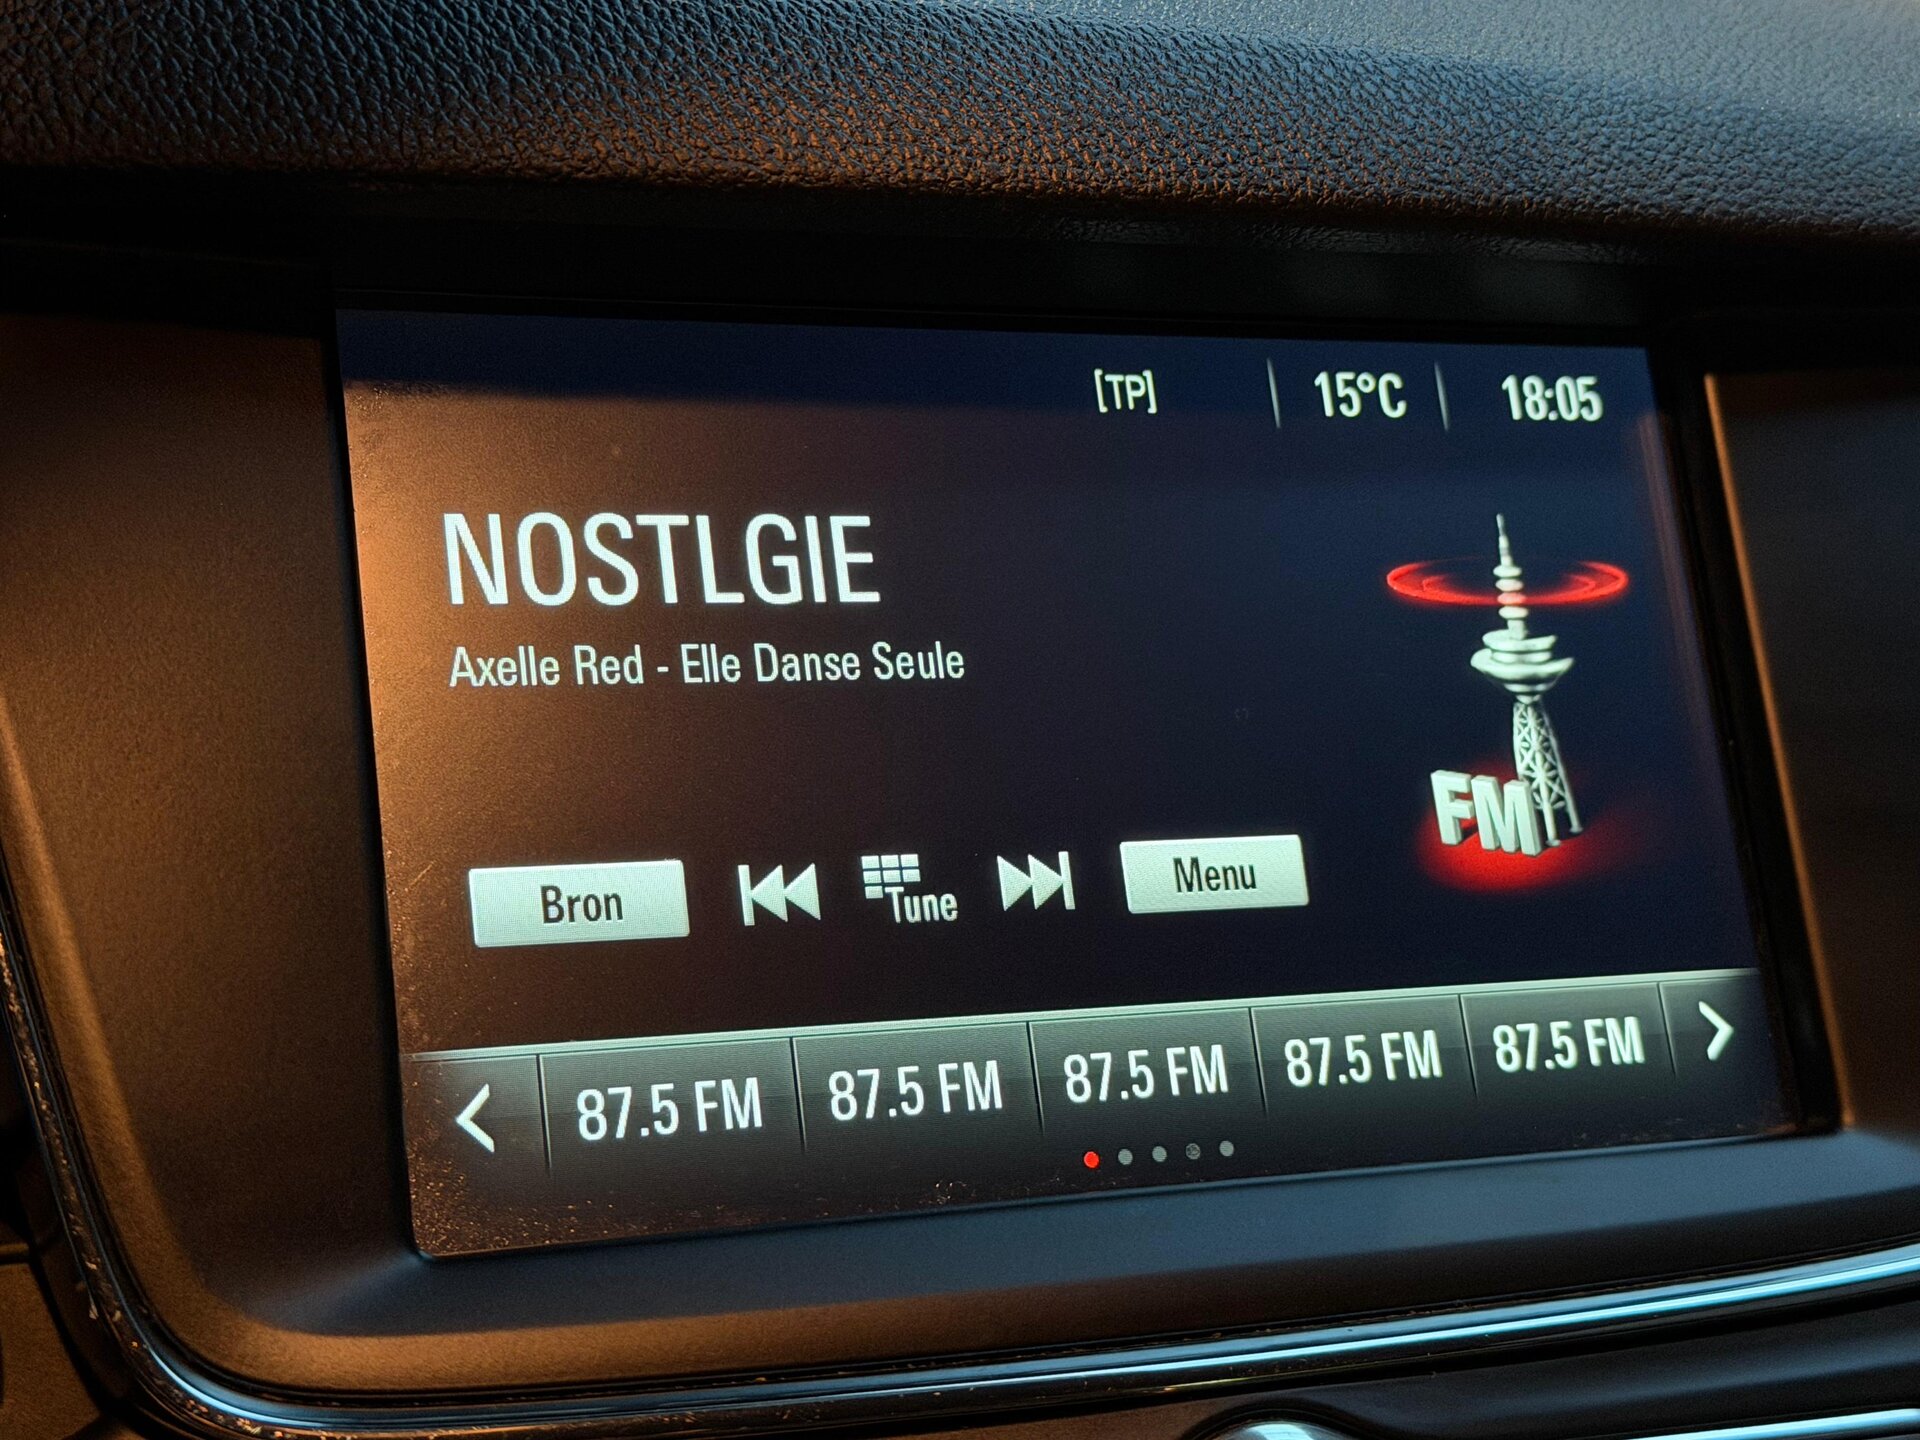 [TP] 15°C 18:05
NOSTLGIE
Axelle Red - Elle Danse Seule
FM
Bron Tune Menu
87.5 FM 87.5 FM 87.5 FM 87.5 FM 87.5 FM